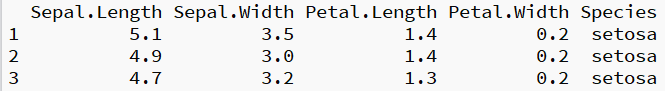 Sepal.Length Sepal.Width Petal.Length Petal.Width Species
1 5.1 3.5 1.4 0.2 setosa
2 4.9 3.0 1.4 0.2 setosa
3 4.7 3.2 1.3 0.2 setosa